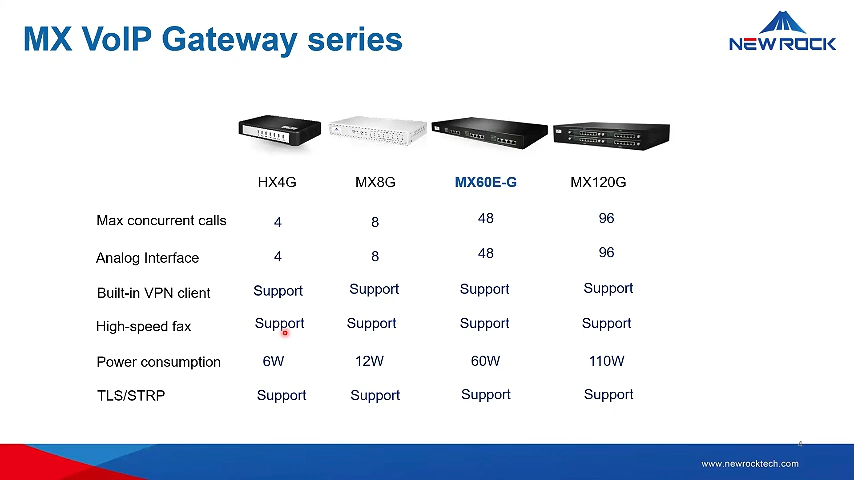 MX VoIP Gateway series
NEW ROCK
HX4G MX8G MX60E-G MX120G
Max concurrent calls 4 8 48 96
Analog Interface 4 8 48 96
Built-in VPN client Support Support Support Support
High-speed fax Support Support Support Support
Power consumption 6W 12W 60W 110W
TLS/STRP Support Support Support Support
www.newrocktech.com